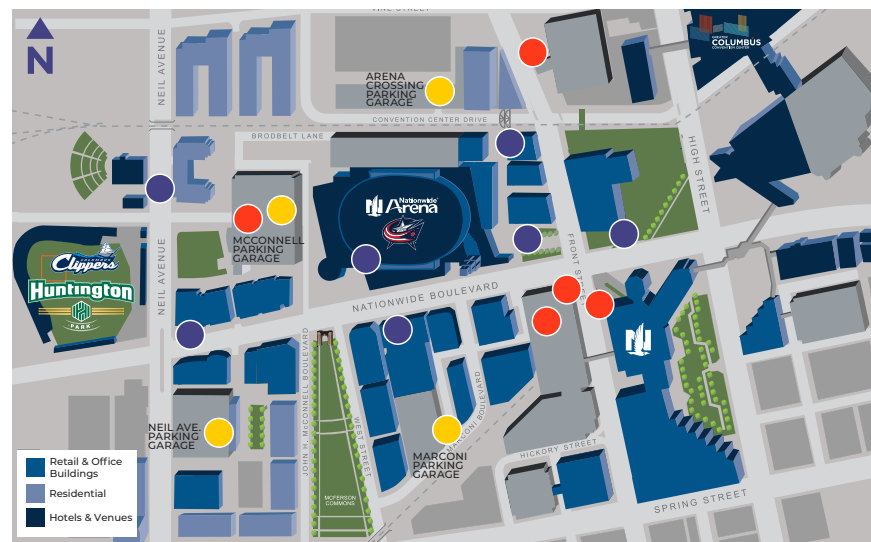 VINE STREET
N
NEIL AVENUE
GREATER
COLUMBUS
CONVENTION CENTER
ARENA
CROSSING
PARKING
GARAGE
CONVENTION CENTER DRIVE
BRODBELT LANE
HIGH STREET
Nationwide
Arena
MCCONNELL
PARKING
GARAGE
NEIL AVENUE
FRONT STREET
COLUMBUS
Clippers
Huntington
PARK
NATIONWIDE BOULEVARD
N
JOHN H. McCONNELL BOULEVARD
WEST STREET
MARCONI BOULEVARD
NEIL AVE.
PARKING
GARAGE
MARCONI
PARKING
GARAGE
HICKORY STREET
MCFERSON
COMMONS
SPRING STREET
Retail & Office
Buildings
Residential
Hotels & Venues